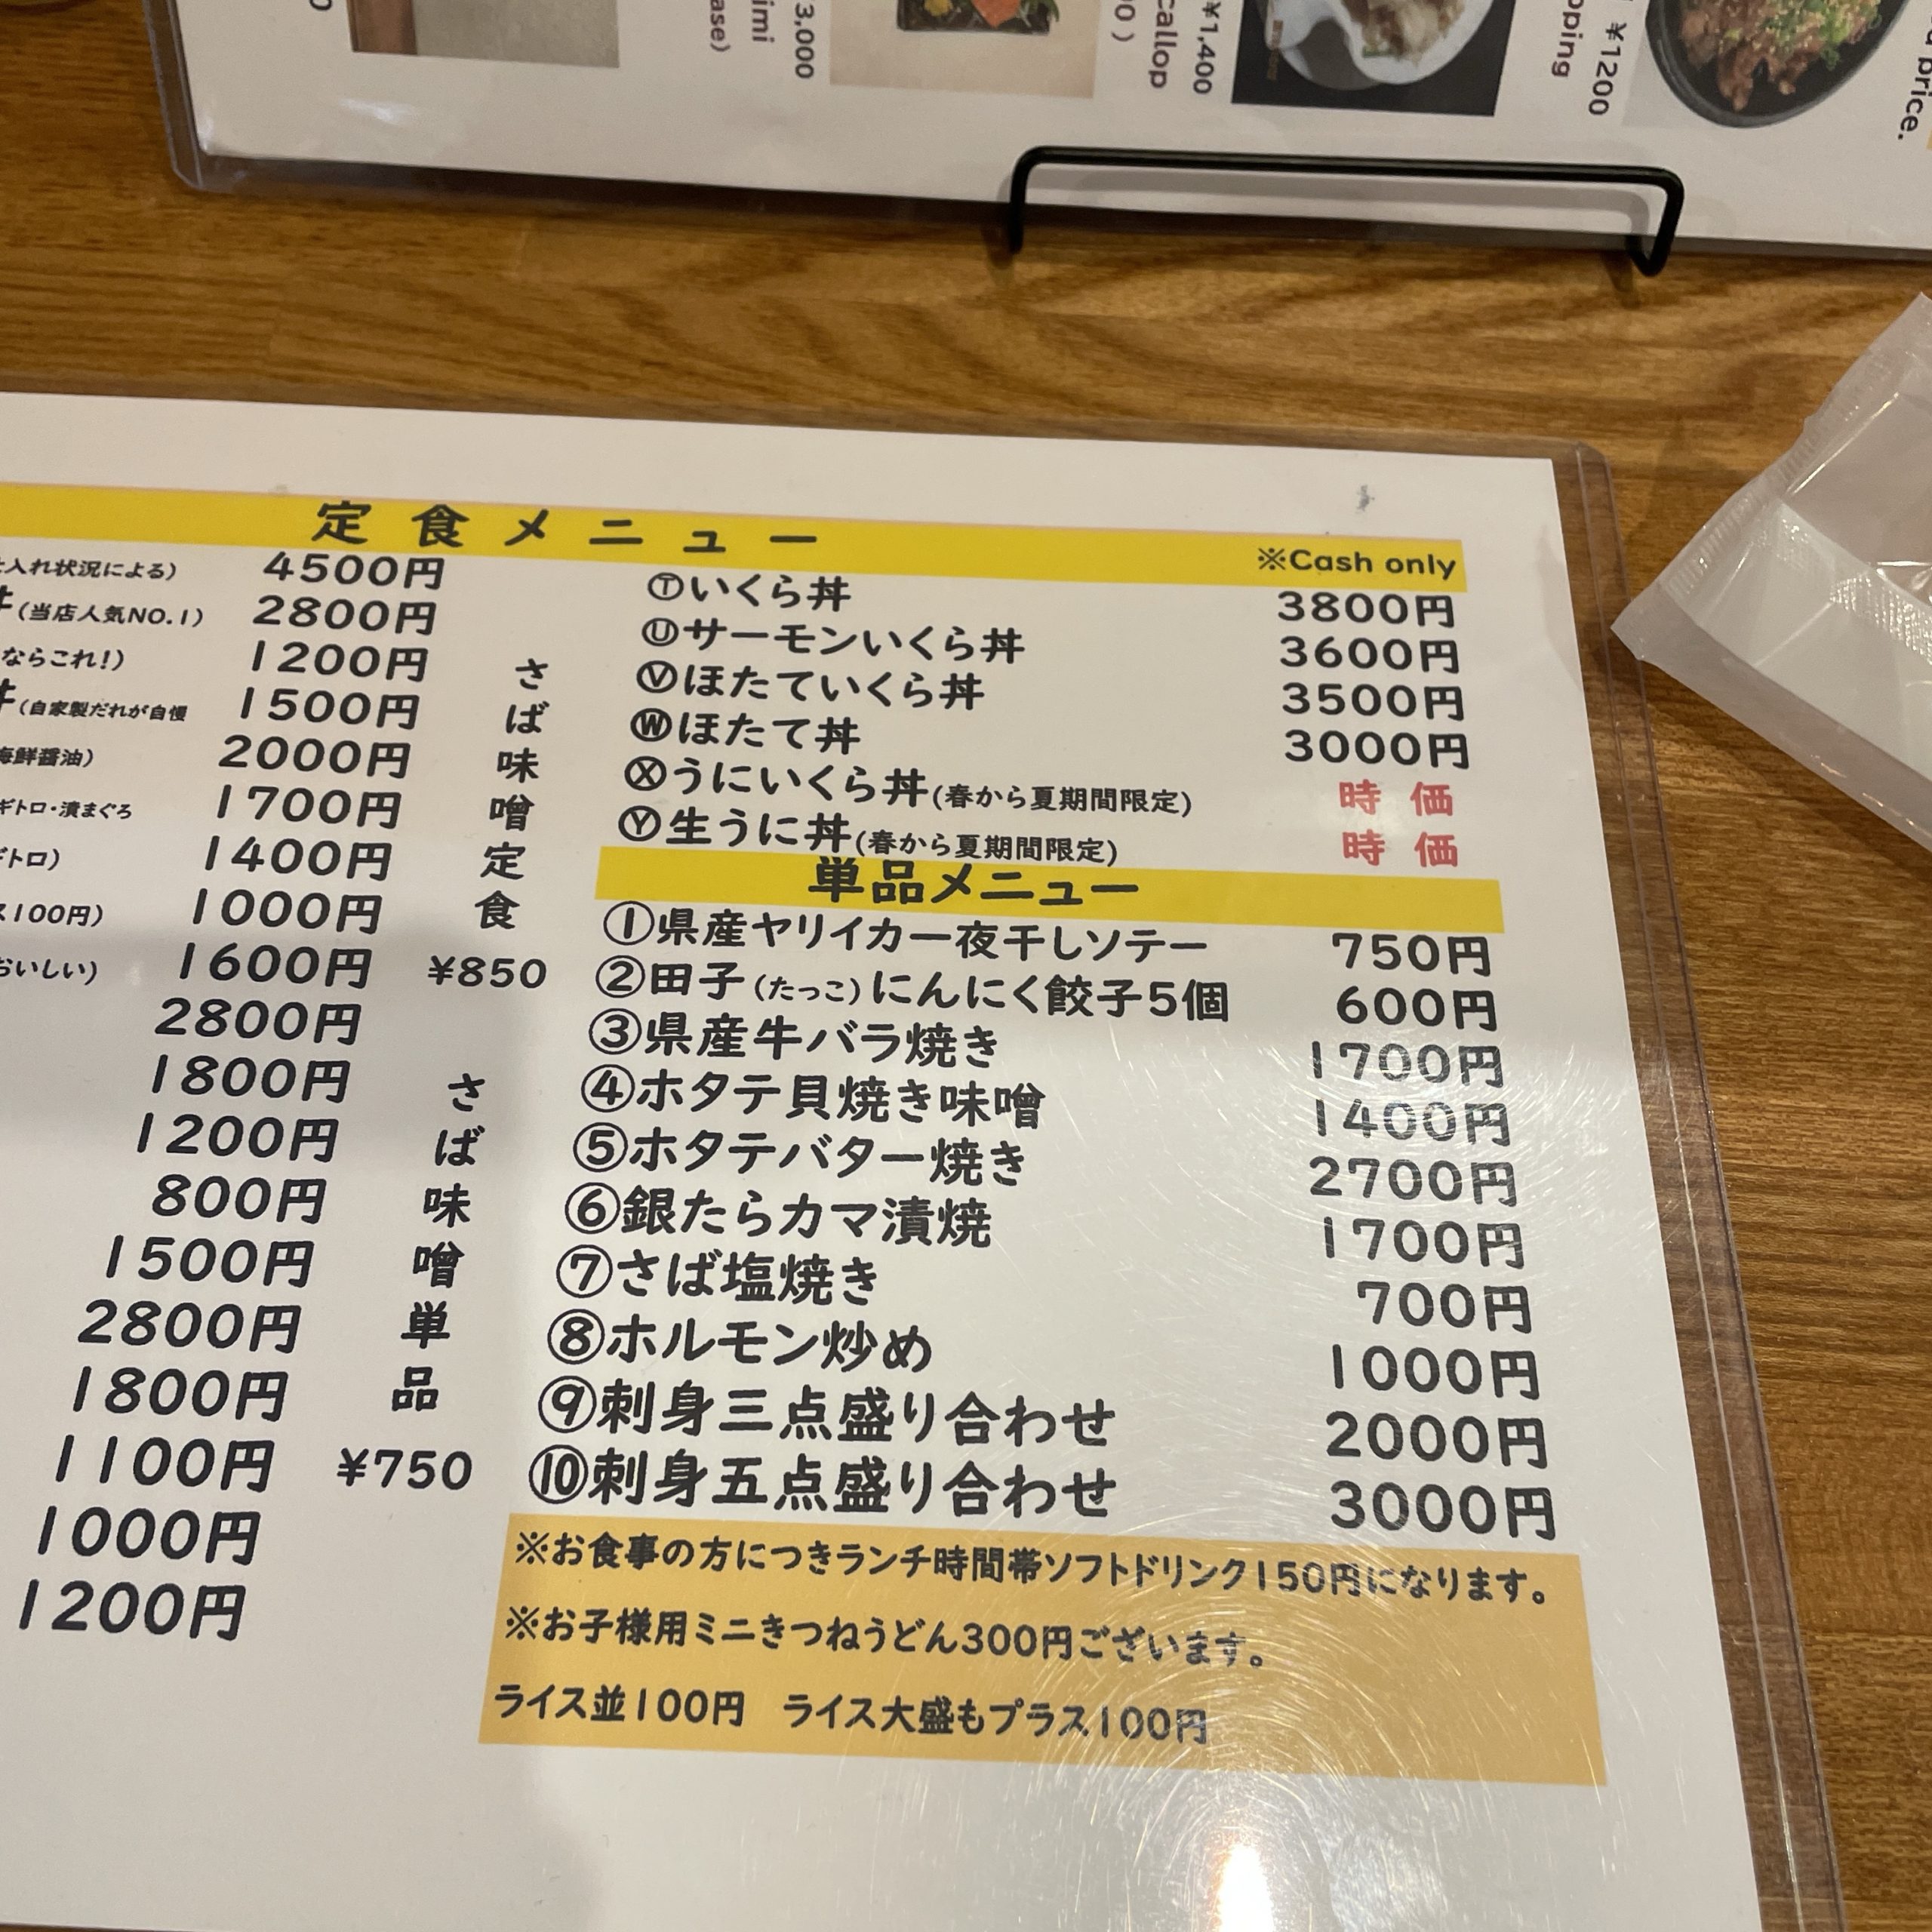 ¥3,000
imi
ase)
callop
¥1,400
pping
¥1200
price.
定食メニュー
※Cash only
入れ状況による) 4500円
丼(当店人気NO.1) 2800円
ならこれ!) 1200円
丼(自家製だれが自慢 1500円
海鮮醤油) 2000円
ギトロ・漬まぐろ 1700円
ギトロ) 1400円
ス100円) 1000円
おいしい) 1600円
2800円
1800円
1200円
800円
1500円
2800円
1800円
1100円
1000円
1200円
さば味噌定食
¥850
さば味噌単品
¥750
Ⓣいくら丼 3800円
Ⓤサーモンいくら丼 3600円
Ⓥほたていくら丼 3500円
Ⓦほたて丼 3000円
Ⓧうにいくら丼(春から夏期間限定) 時価
Ⓨ生うに丼(春から夏期間限定) 時価
単品メニュー
①県産ヤリイカ一夜干しソテー 750円
②田子(たっこ)にんにく餃子5個 600円
③県産牛バラ焼き 1700円
④ホタテ貝焼き味噌 1400円
⑤ホタテバター焼き 2700円
⑥銀たらカマ漬焼 1700円
⑦さば塩焼き 700円
⑧ホルモン炒め 1000円
⑨刺身三点盛り合わせ 2000円
⑩刺身五点盛り合わせ 3000円
※お食事の方につきランチ時間帯ソフトドリンク150円になります。
※お子様用ミニきつねうどん300円ございます。
ライス並100円 ライス大盛もプラス100円